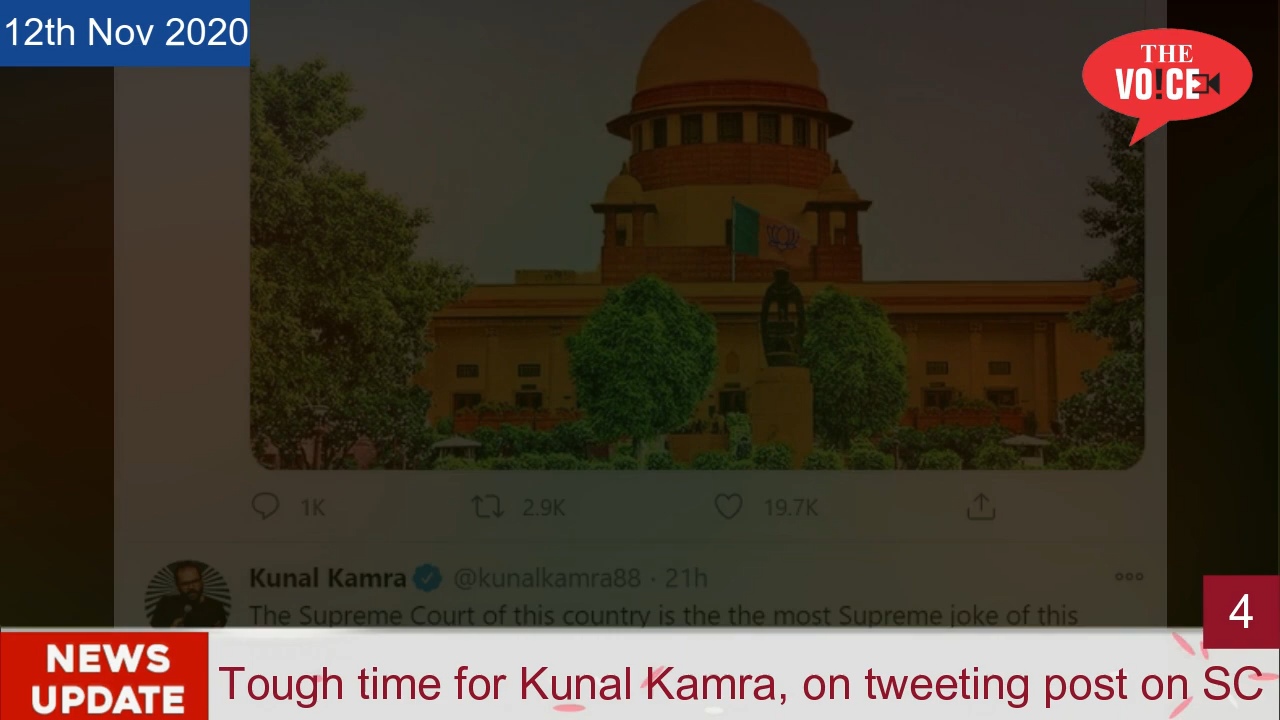 12th Nov 2020
THE
VO!CE
1K 2.9K 19.7K
Kunal Kamra @kunalkamra88 · 21h
The Supreme Court of this country is the the most Supreme joke of this
4
NEWS
UPDATE
Tough time for Kunal Kamra, on tweeting post on SC